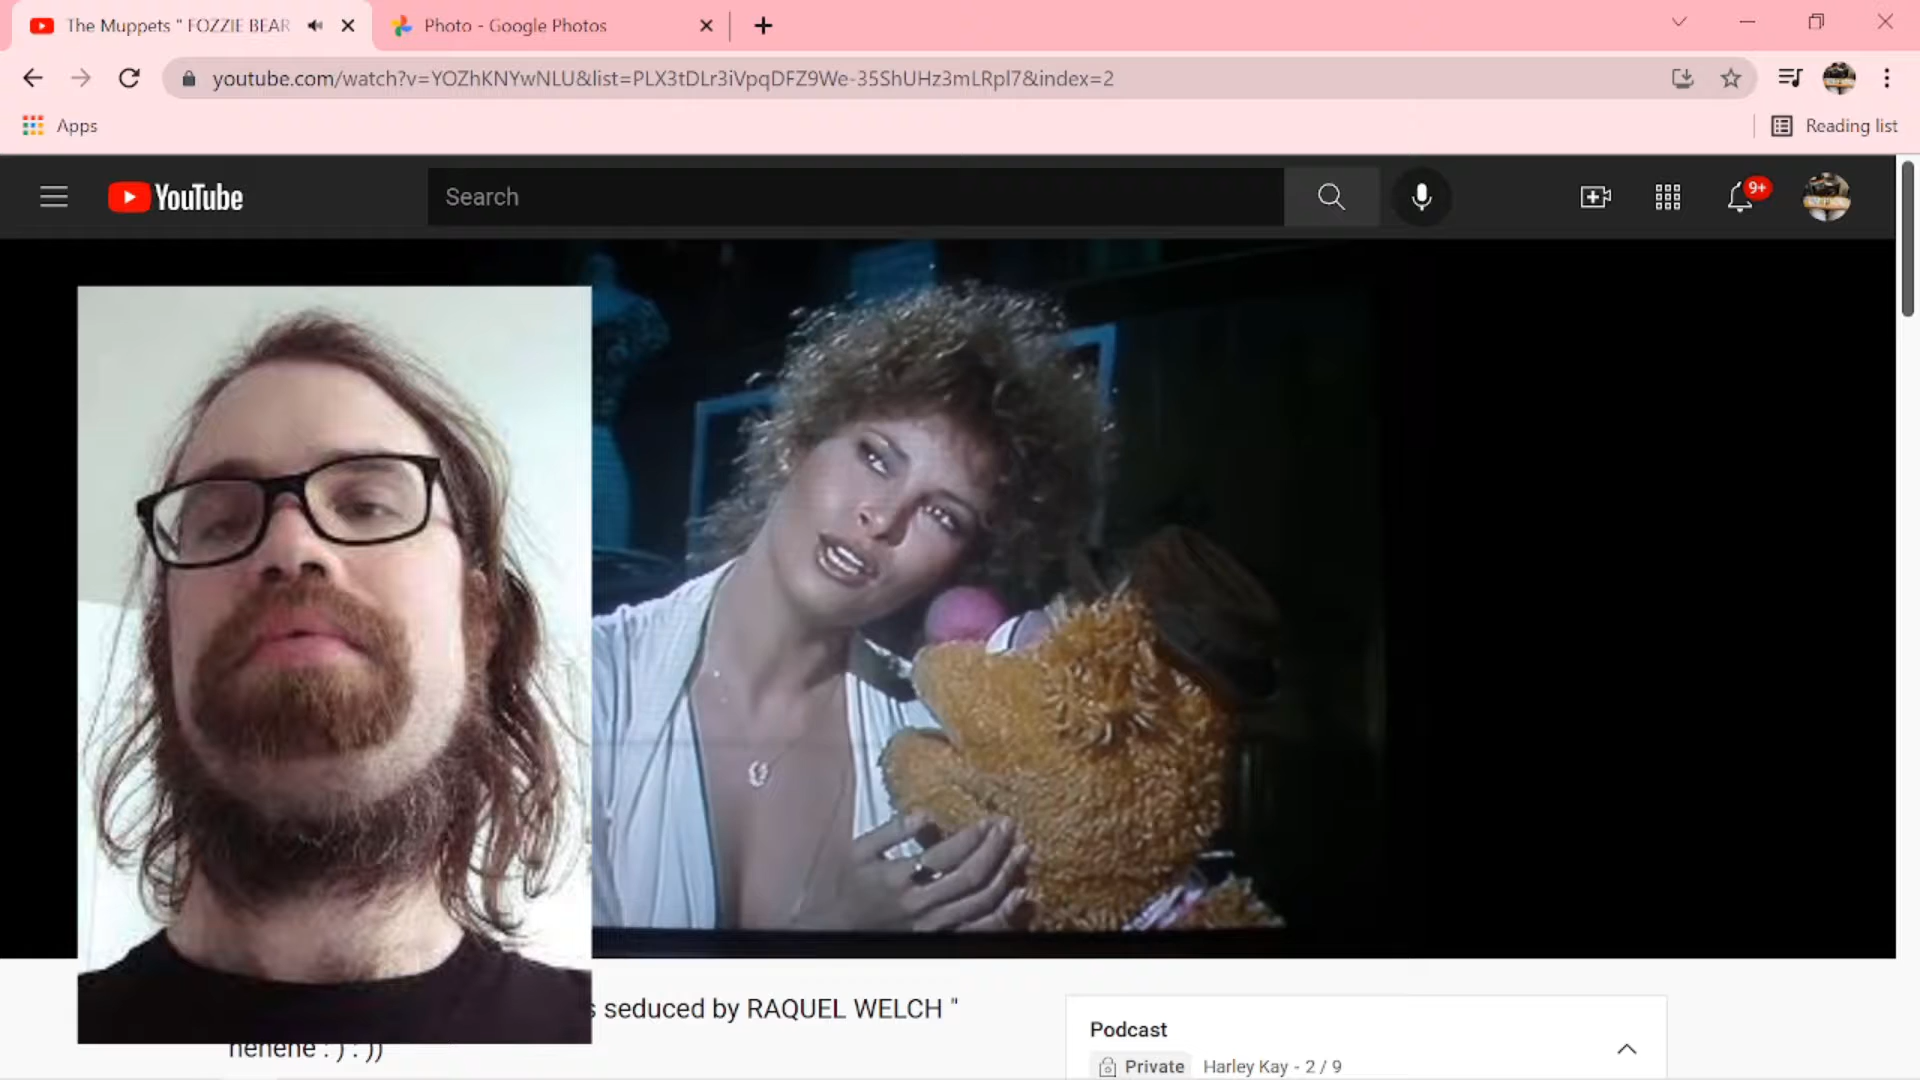 The Muppets " FOZZIE BEAR
Photo - Google Photos
youtube.com/watch?v=YOZhKNYwNLU&list=PLX3tDLr3iVpqDFZ9We-35ShUHz3mLRpl7&index=2
Apps
Reading list
YouTube
Search
9+
seduced by RAQUEL WELCH "
hehehe : ) : ))
Podcast
Private Harley Kay - 2 / 9